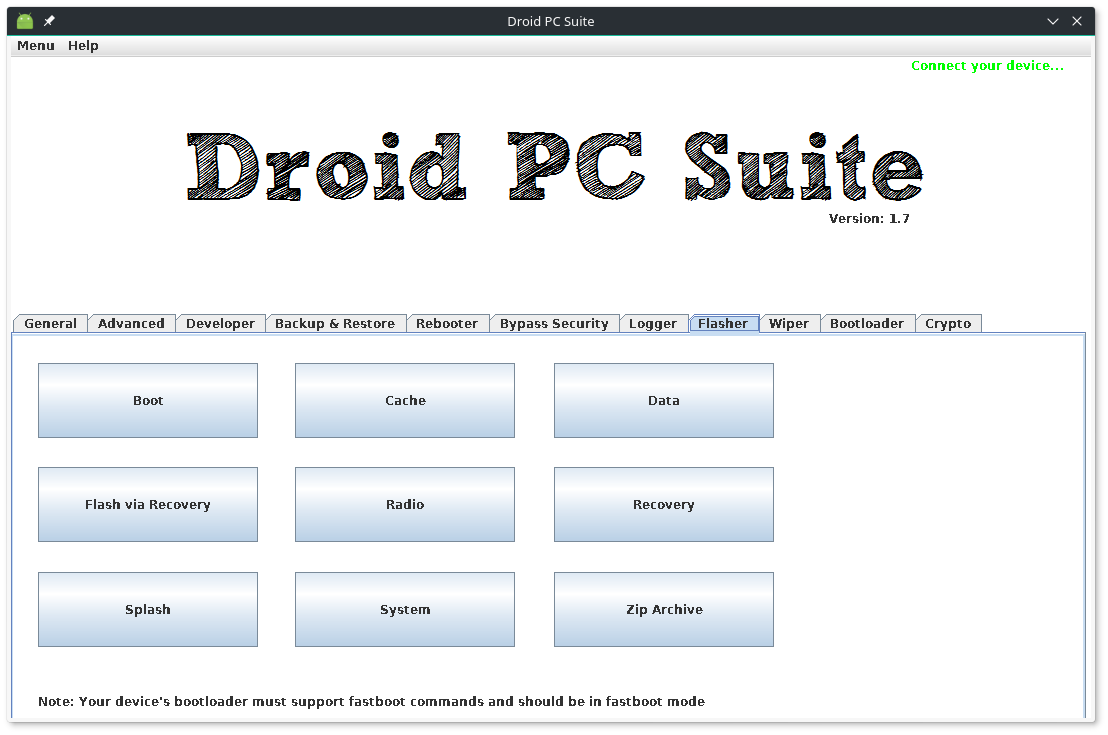 Droid PC Suite
Menu Help
Connect your device...
Droid PC Suite
Version: 1.7
General Advanced Developer Backup & Restore Rebooter Bypass Security Logger Flasher Wiper Bootloader Crypto
Boot Cache Data
Flash via Recovery Radio Recovery
Splash System Zip Archive
Note: Your device's bootloader must support fastboot commands and should be in fastboot mode